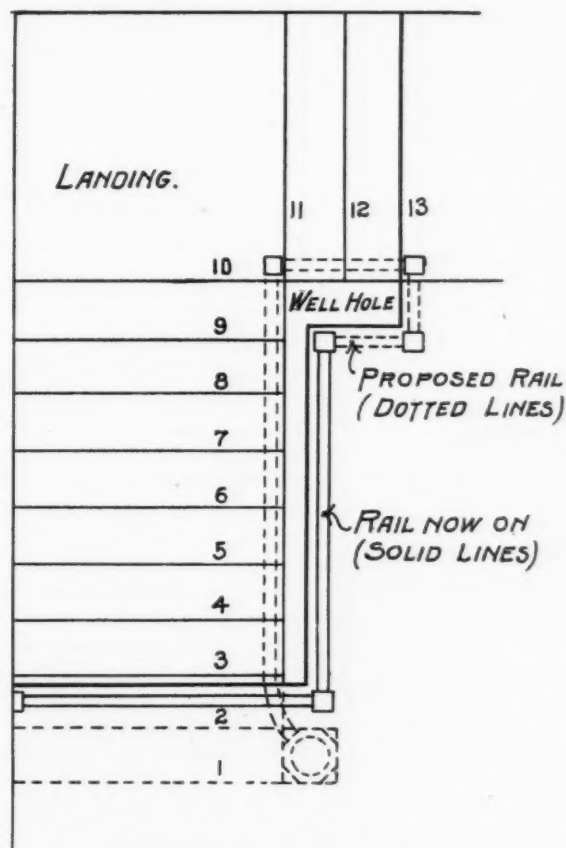 LANDING.
11
12
13
10
WELL HOLE
9
PROPOSED RAIL
(DOTTED LINES)
8
7
6
RAIL NOW ON
(SOLID LINES)
5
4
3
2
1